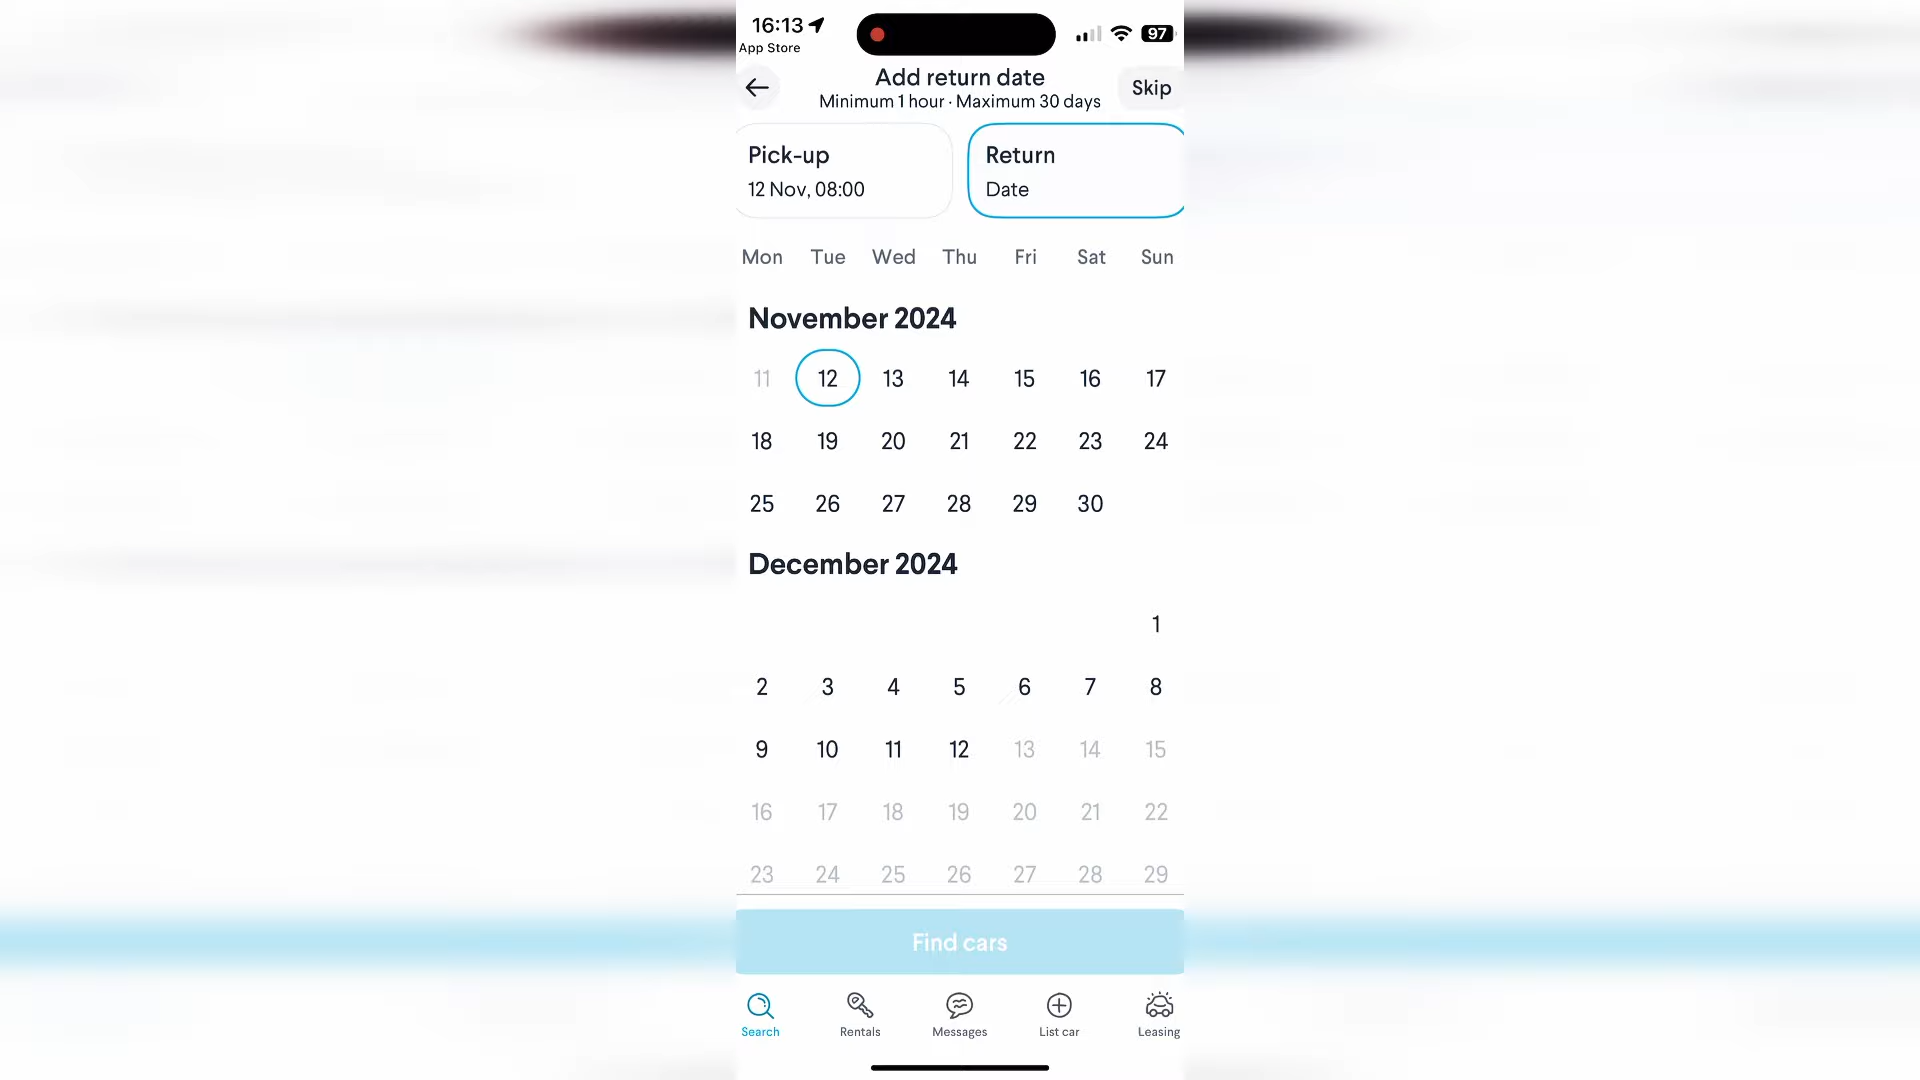 16:13
97
App Store
Add return date
Skip
Minimum 1 hour · Maximum 30 days
Pick-up
12 Nov, 08:00
Return
Date
Mon Tue Wed Thu Fri Sat Sun
November 2024
11 12 13 14 15 16 17
18 19 20 21 22 23 24
25 26 27 28 29 30
December 2024
1
2 3 4 5 6 7 8
9 10 11 12 13 14 15
16 17 18 19 20 21 22
23 24 25 26 27 28 29
Find cars
Search Rentals Messages List car Leasing